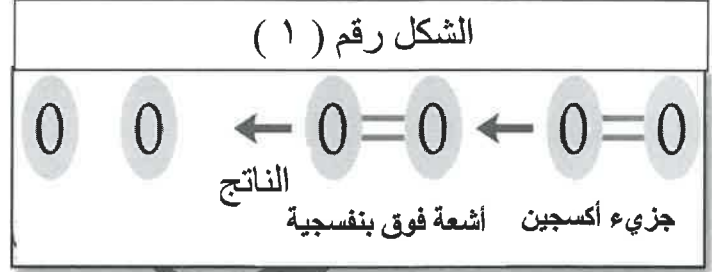 الشكل رقم ( ١ )
O=O ← O=O ← O O
جزيء أكسجين أشعة فوق بنفسجية الناتج